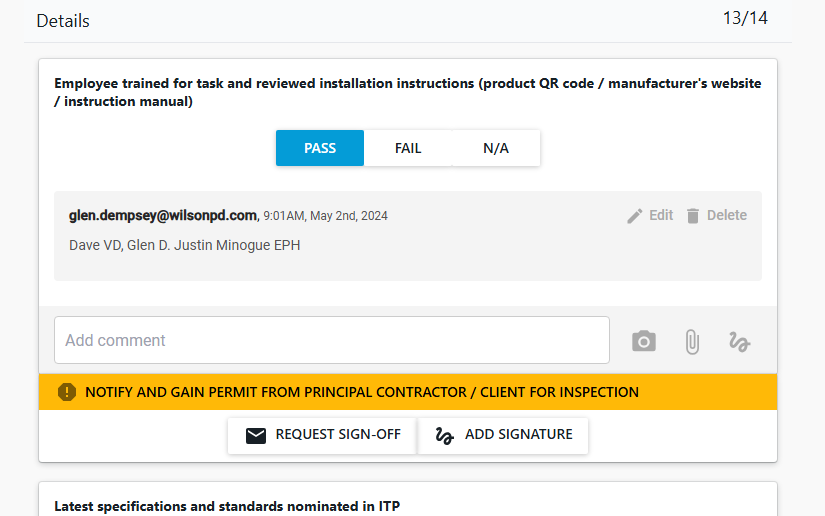 Details
13/14
Employee trained for task and reviewed installation instructions (product QR code / manufacturer's website
/ instruction manual)
PASS
FAIL
N/A
glen.dempsey@wilsonpd.com, 9:01AM, May 2nd, 2024
Edit
Delete
Dave VD, Glen D. Justin Minogue EPH
Add comment
NOTIFY AND GAIN PERMIT FROM PRINCIPAL CONTRACTOR / CLIENT FOR INSPECTION
REQUEST SIGN-OFF
ADD SIGNATURE
Latest specifications and standards nominated in ITP